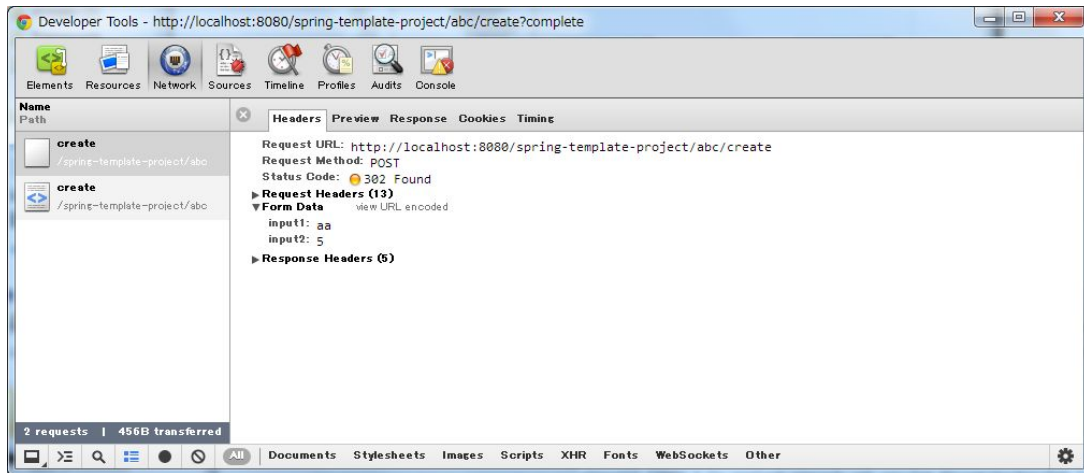 Developer Tools - http://localhost:8080/spring-template-project/abc/create?complete
Elements Resources Network Sources Timeline Profiles Audits Console
Name
Path
Headers Preview Response Cookies Timing
create
/spring-template-project/abc
create
/spring-template-project/abc
Request URL: http://localhost:8080/spring-template-project/abc/create
Request Method: POST
Status Code: 302 Found
Request Headers (13)
Form Data view URL encoded
input1: aa
input2: 5
Response Headers (5)
2 requests | 456B transferred
All Documents Stylesheets Images Scripts XHR Fonts WebSockets Other